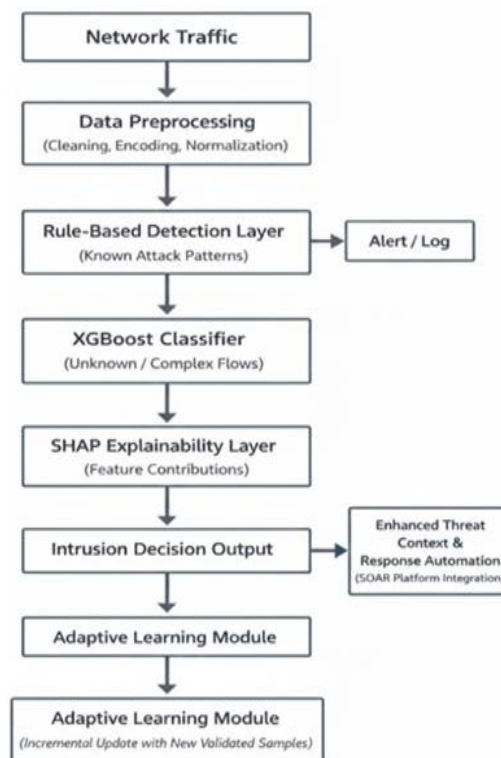 Network Traffic
Data Preprocessing
(Cleaning, Encoding, Normalization)
Rule-Based Detection Layer
(Known Attack Patterns)
Alert / Log
XGBoost Classifier
(Unknown / Complex Flows)
SHAP Explainability Layer
(Feature Contributions)
Intrusion Decision Output
Enhanced Threat
Context &
Response Automation
(SOAR Platform Integration
Adaptive Learning Module
Adaptive Learning Module
(Incremental Update with New Validated Samples)